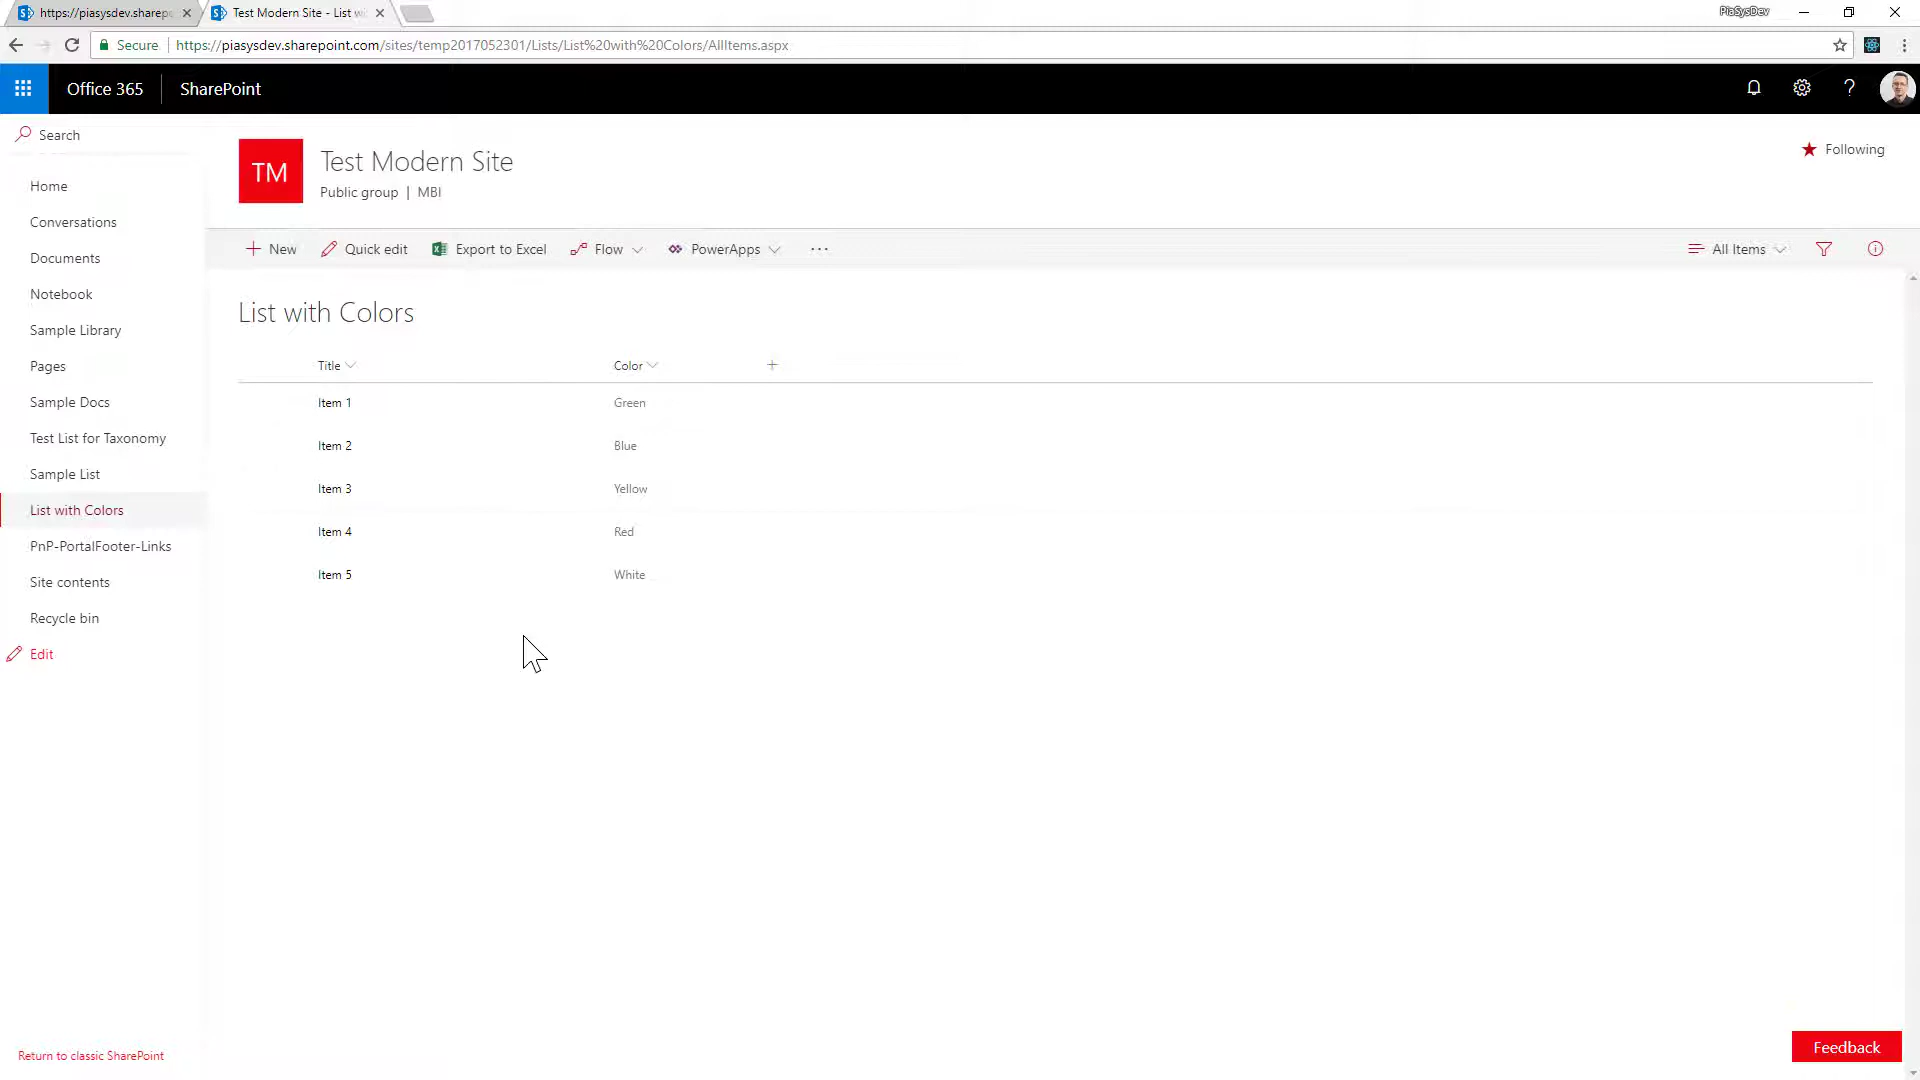 https://piasysdev.sharep
Test Modern Site - List wi
PiaSysDev
Secure
https://piasysdev.sharepoint.com/sites/temp2017052301/Lists/List%20with%20Colors/AllItems.aspx
Office 365
SharePoint
?
Search
Home
Conversations
Documents
Notebook
Sample Library
Pages
Sample Docs
Test List for Taxonomy
Sample List
List with Colors
PnP-PortalFooter-Links
Site contents
Recycle bin
Edit
Return to classic SharePoint
TM
Test Modern Site
Public group | MBI
Following
New
Quick edit
Export to Excel
Flow
PowerApps
...
All Items
List with Colors
Title Color +
Item 1 Green
Item 2 Blue
Item 3 Yellow
Item 4 Red
Item 5 White
Feedback